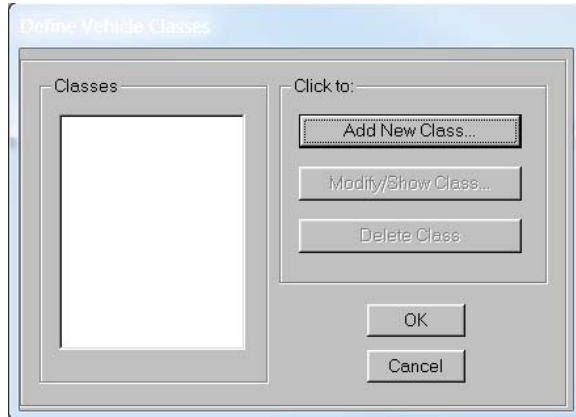 Define Vehicle Classes
Classes
Click to:
Add New Class...
Modify/Show Class...
Delete Class
OK
Cancel